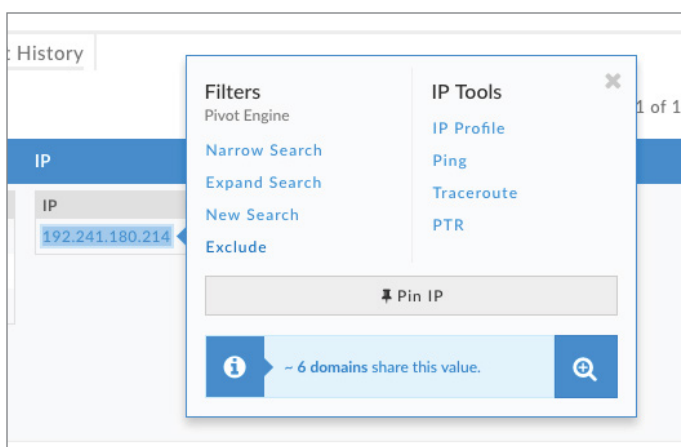 t History
1 of 1
IP
IP
192.241.180.214
Filters
Pivot Engine
Narrow Search
Expand Search
New Search
Exclude
IP Tools
IP Profile
Ping
Traceroute
PTR
Pin IP
~ 6 domains share this value.